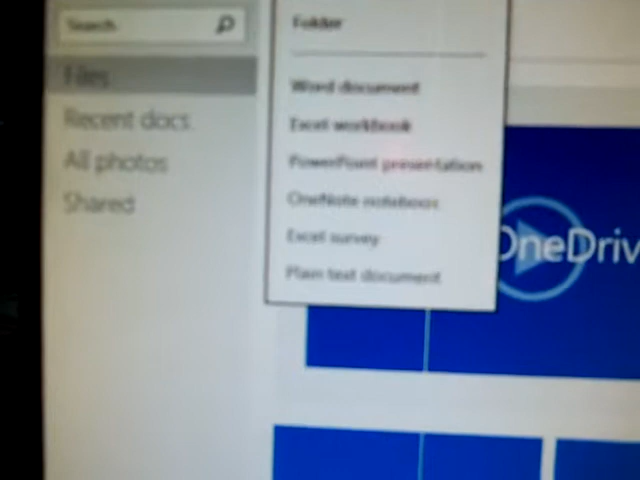 Search
Folder
Files
Word document
Recent docs
Excel workbook
All photos
PowerPoint presentation
Shared
OneNote notebook
Excel survey
Plain text document
OneDriv